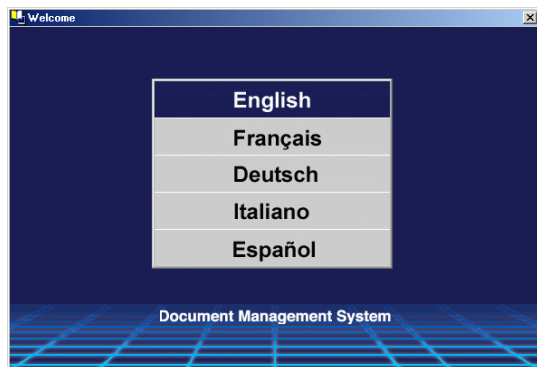 Welcome
English
Français
Deutsch
Italiano
Español
Document Management System